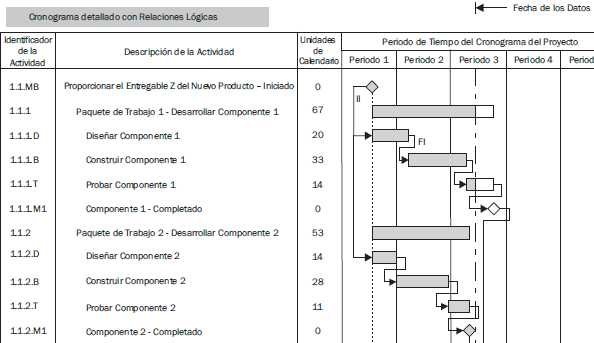 Fecha de los Datos
Cronograma detallado con Relaciones Lógicas
Identificador de la Actividad Descripción de la Actividad Unidades de Calendario Periodo de Tiempo del Cronograma del Proyecto
Periodo 1 Periodo 2 Periodo 3 Periodo 4 Period
1.1.MB Proporcionar el Entregable Z del Nuevo Producto – Iniciado 0
II
1.1.1 Paquete de Trabajo 1 - Desarrollar Componente 1 67
1.1.1.D Diseñar Componente 1 20
FI
1.1.1.B Construir Componente 1 33
1.1.1.T Probar Componente 1 14
1.1.1.M1 Componente 1 - Completado 0
1.1.2 Paquete de Trabajo 2 - Desarrollar Componente 2 53
1.1.2.D Diseñar Componente 2 14
1.1.2.B Construir Componente 2 28
1.1.2.T Probar Componente 2 11
1.1.2.M1 Componente 2 - Completado 0